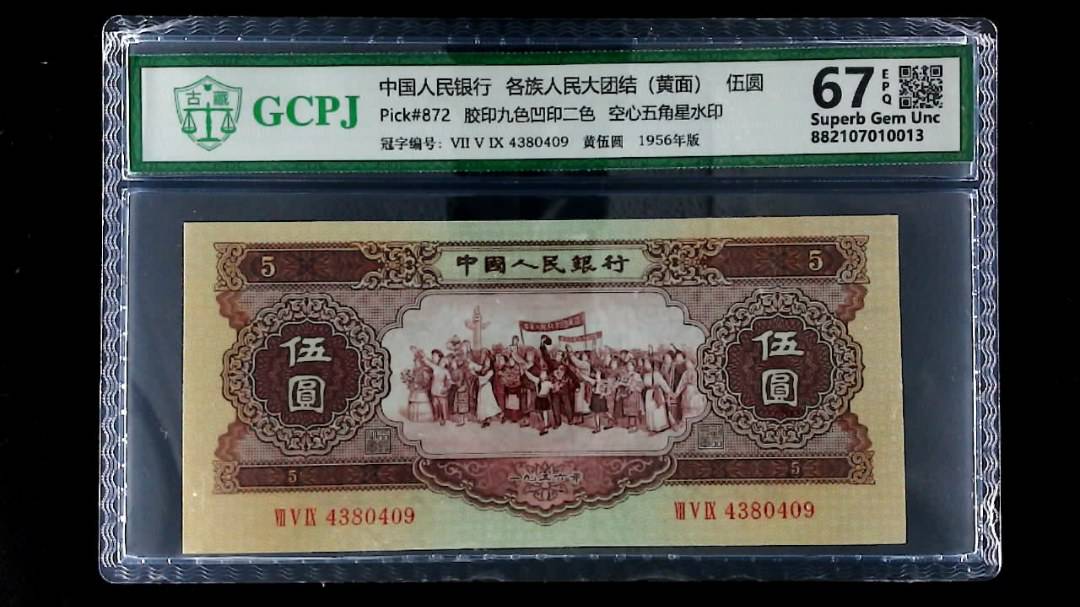 古藏
GCPJ
中国人民银行 各族人民大团结（黄面） 伍圆
Pick#872 胶印九色凹印二色 空心五角星水印
冠字编号：VII V IX 4380409 黄伍圆 1956年版
67 EPQ
Superb Gem Unc
882107010013
5 中國人民銀行 5
伍圓 伍圓
5 一九五六年 5
VII V IX 4380409 VII V IX 4380409